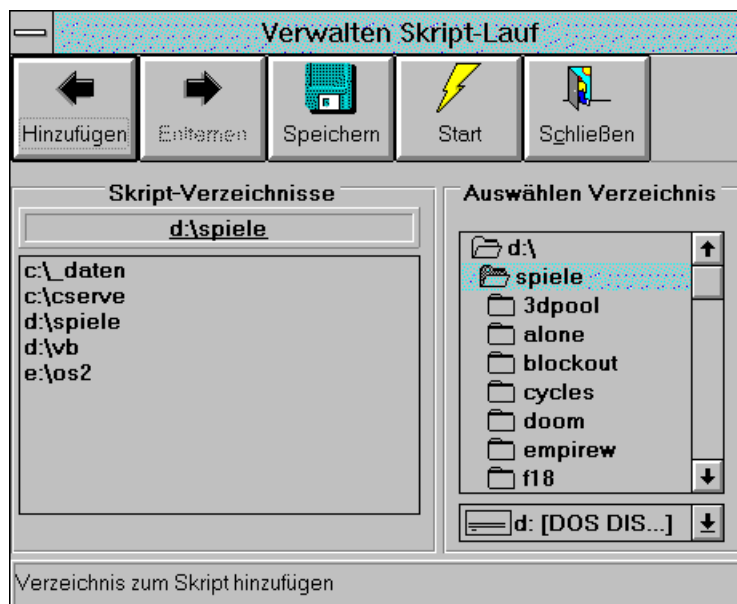 Verwalten Skript-Lauf
Hinzufügen Entfernen Speichern Start Schließen
Skript-Verzeichnisse
d:\spiele
c:\_daten
c:\cserve
d:\spiele
d:\vb
e:\os2
Auswählen Verzeichnis
d:\
spiele
3dpool
alone
blockout
cycles
doom
empirew
f18
d: [DOS DIS...]
Verzeichnis zum Skript hinzufügen